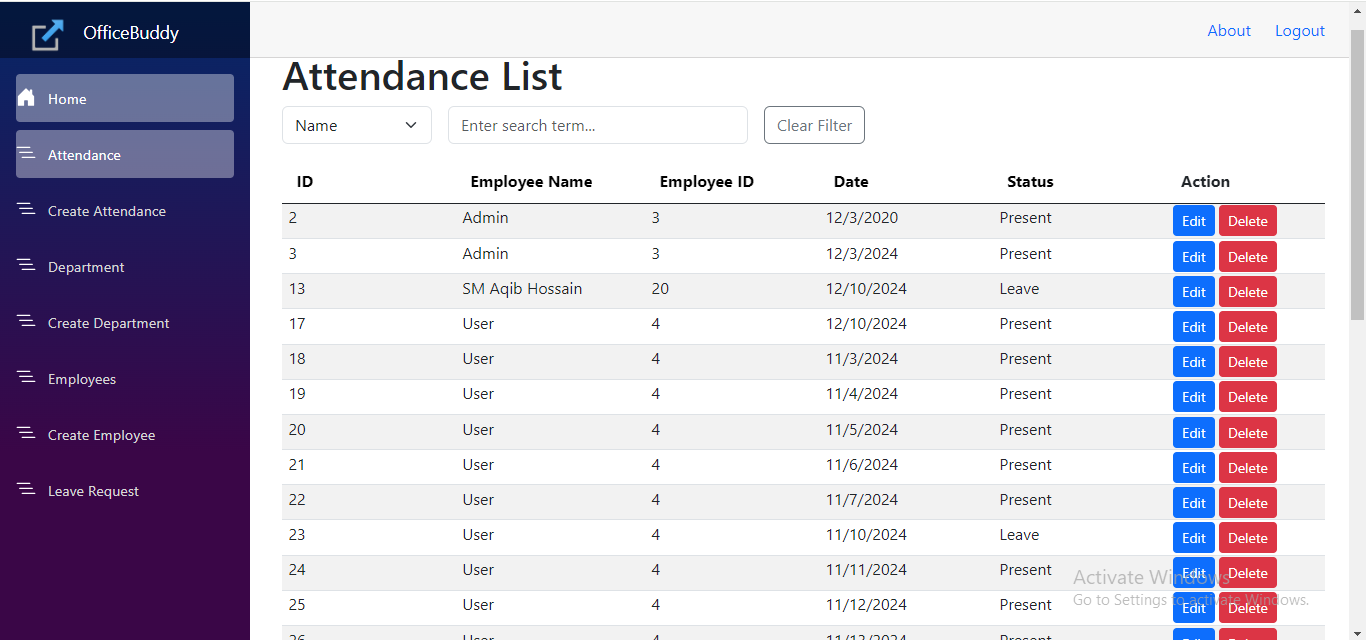 OfficeBuddy
About Logout
Home
Attendance
Create Attendance
Department
Create Department
Employees
Create Employee
Leave Request
Attendance List
Name Enter search term... Clear Filter
ID Employee Name Employee ID Date Status Action
2 Admin 3 12/3/2020 Present Edit Delete
3 Admin 3 12/3/2024 Present Edit Delete
13 SM Aqib Hossain 20 12/10/2024 Leave Edit Delete
17 User 4 12/10/2024 Present Edit Delete
18 User 4 11/3/2024 Present Edit Delete
19 User 4 11/4/2024 Present Edit Delete
20 User 4 11/5/2024 Present Edit Delete
21 User 4 11/6/2024 Present Edit Delete
22 User 4 11/7/2024 Present Edit Delete
23 User 4 11/10/2024 Leave Edit Delete
24 User 4 11/11/2024 Present Edit Delete
25 User 4 11/12/2024 Present Edit Delete
26 User 4 11/13/2024 Present
Activate Windows
Go to Settings to activate Windows.